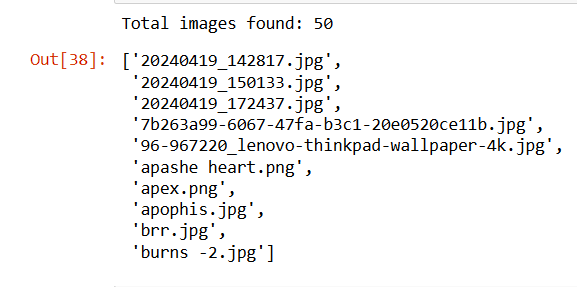 Total images found: 50
Out[38]: ['20240419_142817.jpg',
'20240419_150133.jpg',
'20240419_172437.jpg',
'7b263a99-6067-47fa-b3c1-20e0520ce11b.jpg',
'96-967220_lenovo-thinkpad-wallpaper-4k.jpg',
'apashe heart.png',
'apex.png',
'apophis.jpg',
'brr.jpg',
'burns -2.jpg']